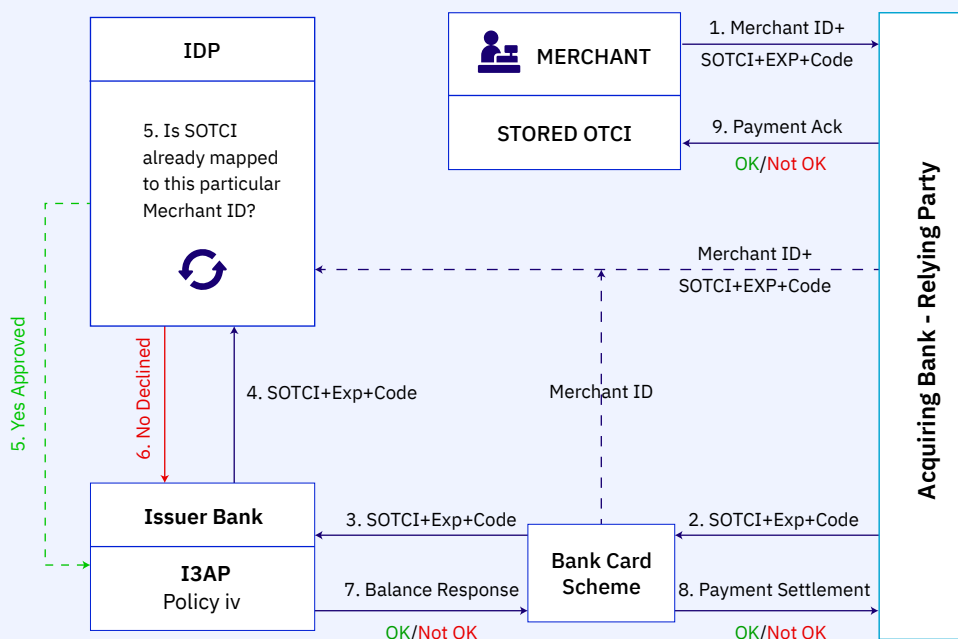 IDP
5. Is SOTCI
already mapped
to this particular
Mecrhant ID?
MERCHANT
STORED OTCI
1. Merchant ID+
SOTCI+EXP+Code
9. Payment Ack
OK/Not OK
Merchant ID+
SOTCI+EXP+Code
Acquiring Bank - Relying Party
5. Yes Approved
6. No Declined
4. SOTCI+Exp+Code
Merchant ID
Issuer Bank
I3AP
Policy iv
3. SOTCI+Exp+Code
2. SOTCI+Exp+Code
Bank Card
Scheme
7. Balance Response
OK/Not OK
8. Payment Settlement
OK/Not OK